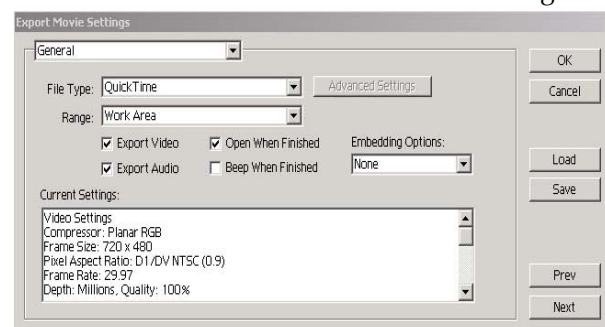 Export Movie Settings
General
OK
File Type: QuickTime Advanced Settings
Cancel
Range: Work Area
Export Video Open When Finished Embedding Options:
Export Audio Beep When Finished None
Load
Current Settings:
Save
Video Settings
Compressor: Planar RGB
Frame Size: 720 x 480
Pixel Aspect Ratio: D1/DV NTSC (0.9)
Frame Rate: 29.97
Depth: Millions, Quality: 100%
Prev
Next